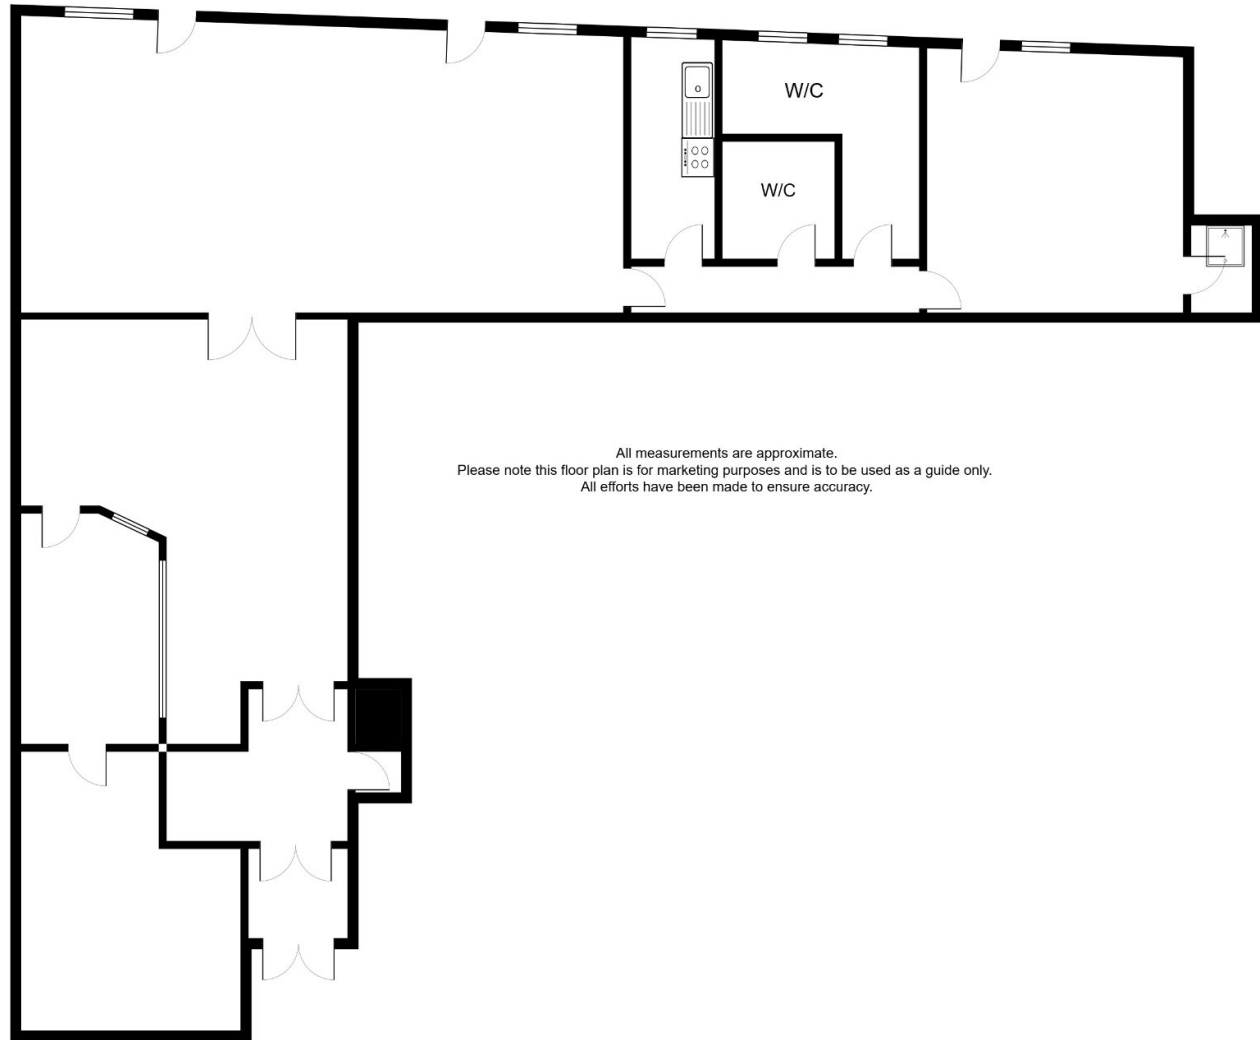 W/C
W/C
All measurements are approximate.
Please note this floor plan is for marketing purposes and is to be used as a guide only.
All efforts have been made to ensure accuracy.